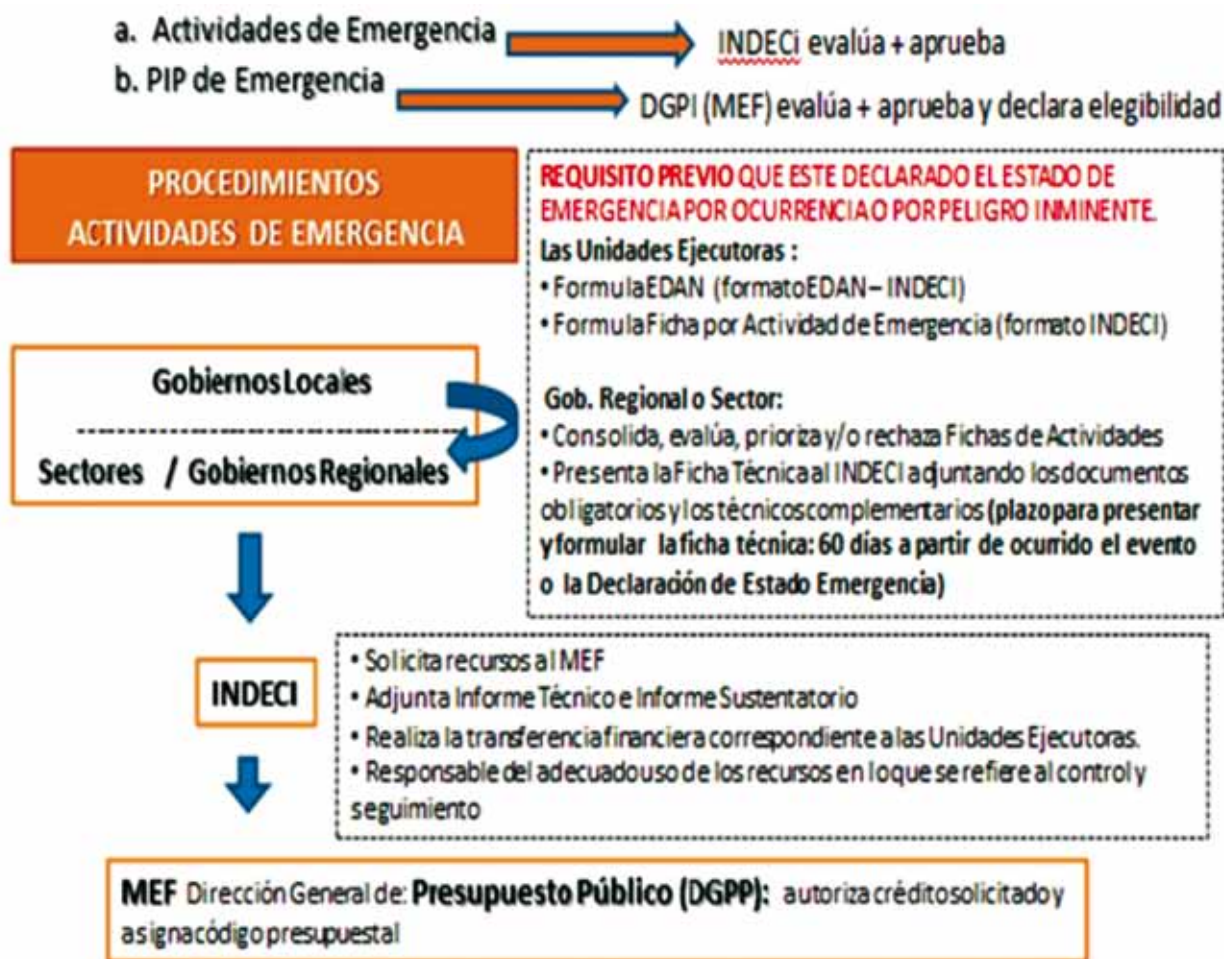 a. Actividades de Emergencia
INDECi evalúa + aprueba
b. PIP de Emergencia
DGPI (MEF) evalúa + aprueba y declara elegibilidad
PROCEDIMIENTOS
ACTIVIDADES DE EMERGENCIA
REQUISITO PREVIO QUE ESTE DECLARADO EL ESTADO DE
EMERGENCIA POR OCURRENCIA O POR PELIGRO INMINENTE.
Las Unidades Ejecutoras :
• Formula EDAN (formato EDAN – INDECI)
• Formula Ficha por Actividad de Emergencia (formato INDECI)
Gobiernos Locales
Sectores / Gobiernos Regionales
Gob. Regional o Sector:
• Consolida, evalúa, prioriza y/o rechaza Fichas de Actividades
• Presenta la Ficha Técnica al INDECI adjuntando los documentos
obligatorios y los técnicos complementarios (plazo para presentar
y formular la ficha técnica: 60 días a partir de ocurrido el evento
o la Declaración de Estado Emergencia)
INDECI
• Solicita recursos al MEF
• Adjunta Informe Técnico e Informe Sustentatorio
• Realiza la transferencia financiera correspondiente a las Unidades Ejecutoras.
• Responsable del adecuado uso de los recursos en lo que se refiere al control y
seguimiento
MEF Dirección General de: Presupuesto Público (DGPP): autoriza crédito solicitado y
asigna código presupuestal